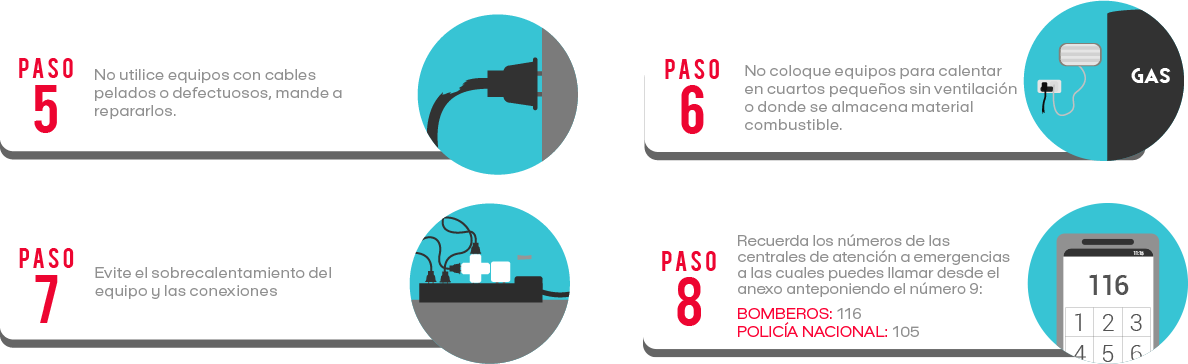 PASO
5
No utilice equipos con cables
pelados o defectuosos, mande a
repararlos.
PASO
6
No coloque equipos para calentar
en cuartos pequeños sin ventilación
o donde se almacena material
combustible.
GAS
PASO
7
Evite el sobrecalentamiento del
equipo y las conexiones
PASO
8
Recuerda los números de las
centrales de atención a emergencias
a las cuales puedes llamar desde el
anexo anteponiendo el número 9:
BOMBEROS: 116
POLICÍA NACIONAL: 105
11:16
116
1 2 3
4 5 6